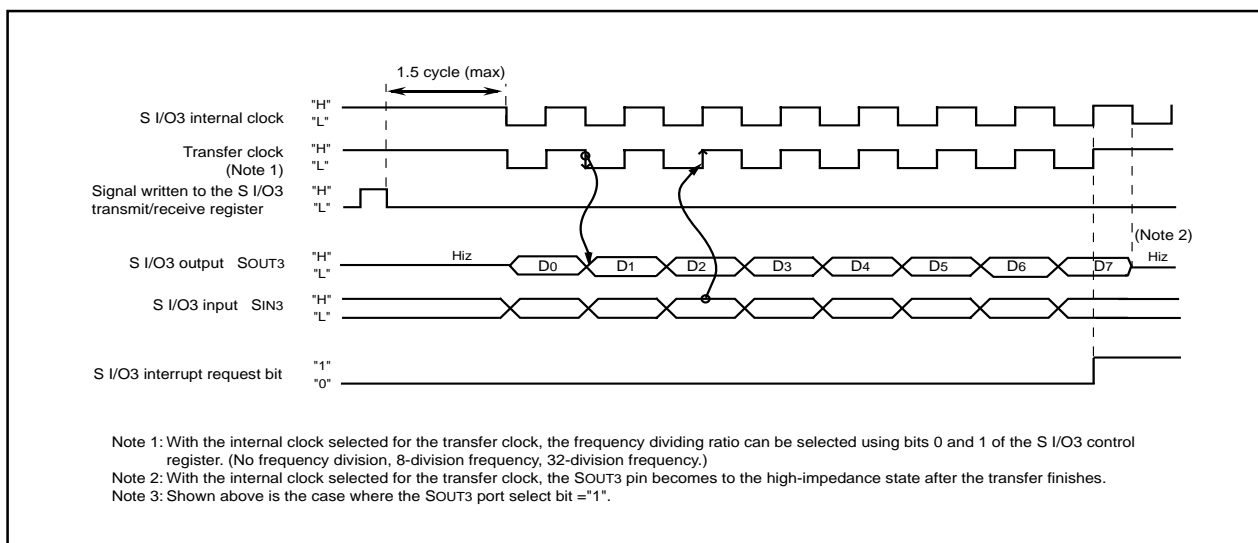 1.5 cycle (max)
S I/O3 internal clock "H"
"L"
Transfer clock "H"
(Note 1) "L"
Signal written to the S I/O3 "H"
transmit/receive register "L"
(Note 2)
S I/O3 output SOUT3 "H" Hiz D0 D1 D2 D3 D4 D5 D6 D7 Hiz
"L"
S I/O3 input SIN3 "H"
"L"
S I/O3 interrupt request bit "1"
"0"
Note 1: With the internal clock selected for the transfer clock, the frequency dividing ratio can be selected using bits 0 and 1 of the S I/O3 control
register. (No frequency division, 8-division frequency, 32-division frequency.)
Note 2: With the internal clock selected for the transfer clock, the SOUT3 pin becomes to the high-impedance state after the transfer finishes.
Note 3: Shown above is the case where the SOUT3 port select bit ="1".